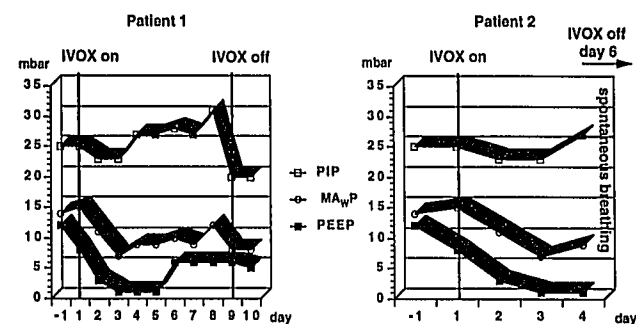 Patient 1
Patient 2
IVOX on
IVOX off
IVOX on
IVOX off
day 6
mbar
35
30
25
20
15
10
5
0
-1 1 2 3 4 5 6 7 8 9 10 day
PIP
MAWP
PEEP
mbar
35
30
25
20
15
10
5
0
-1 1 2 3 4 day
spontaneous breathing